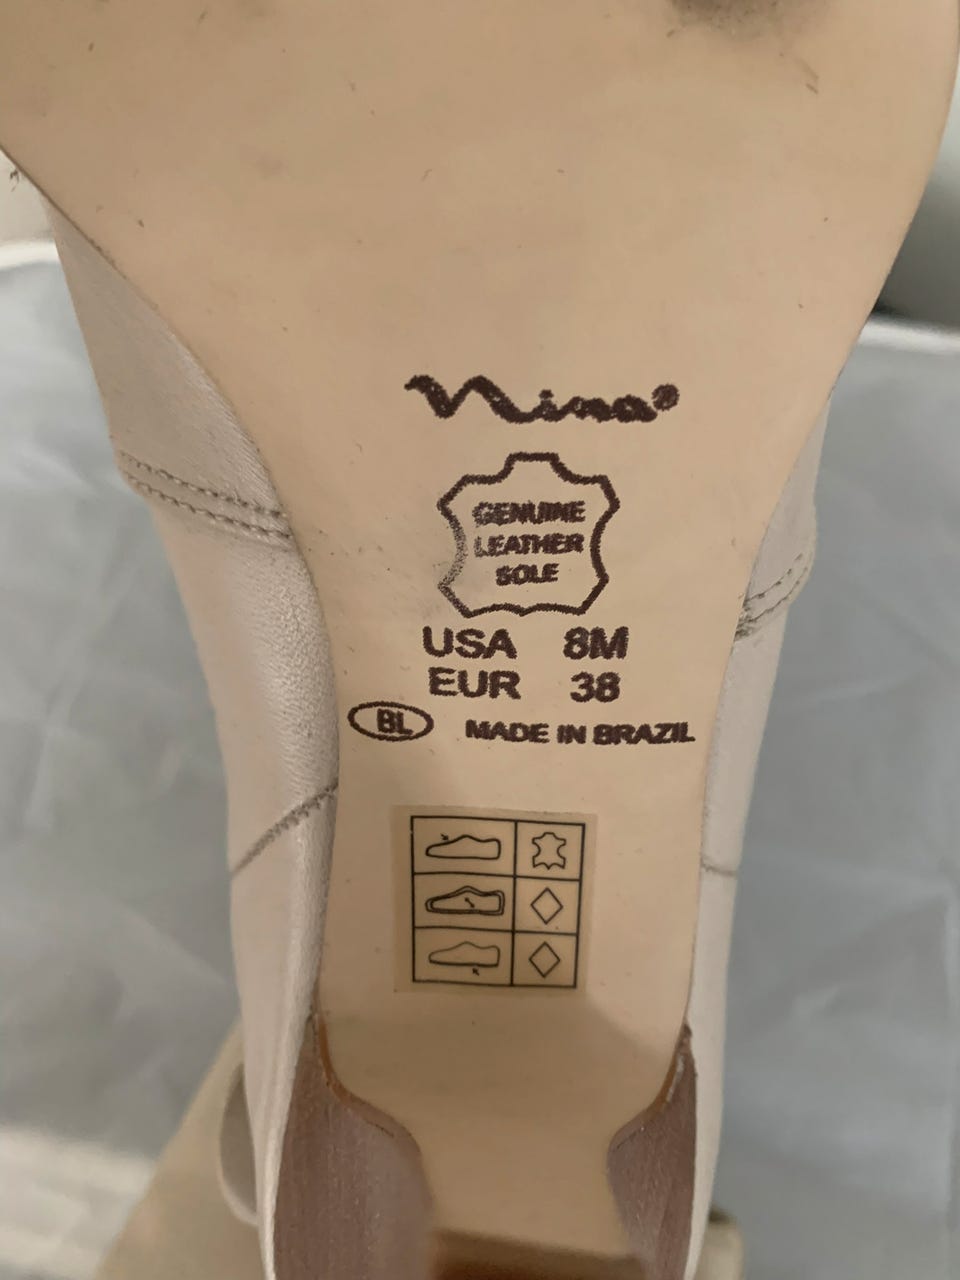 Nina®
GENUINE
LEATHER
SOLE
USA 8M
EUR 38
BL MADE IN BRAZIL